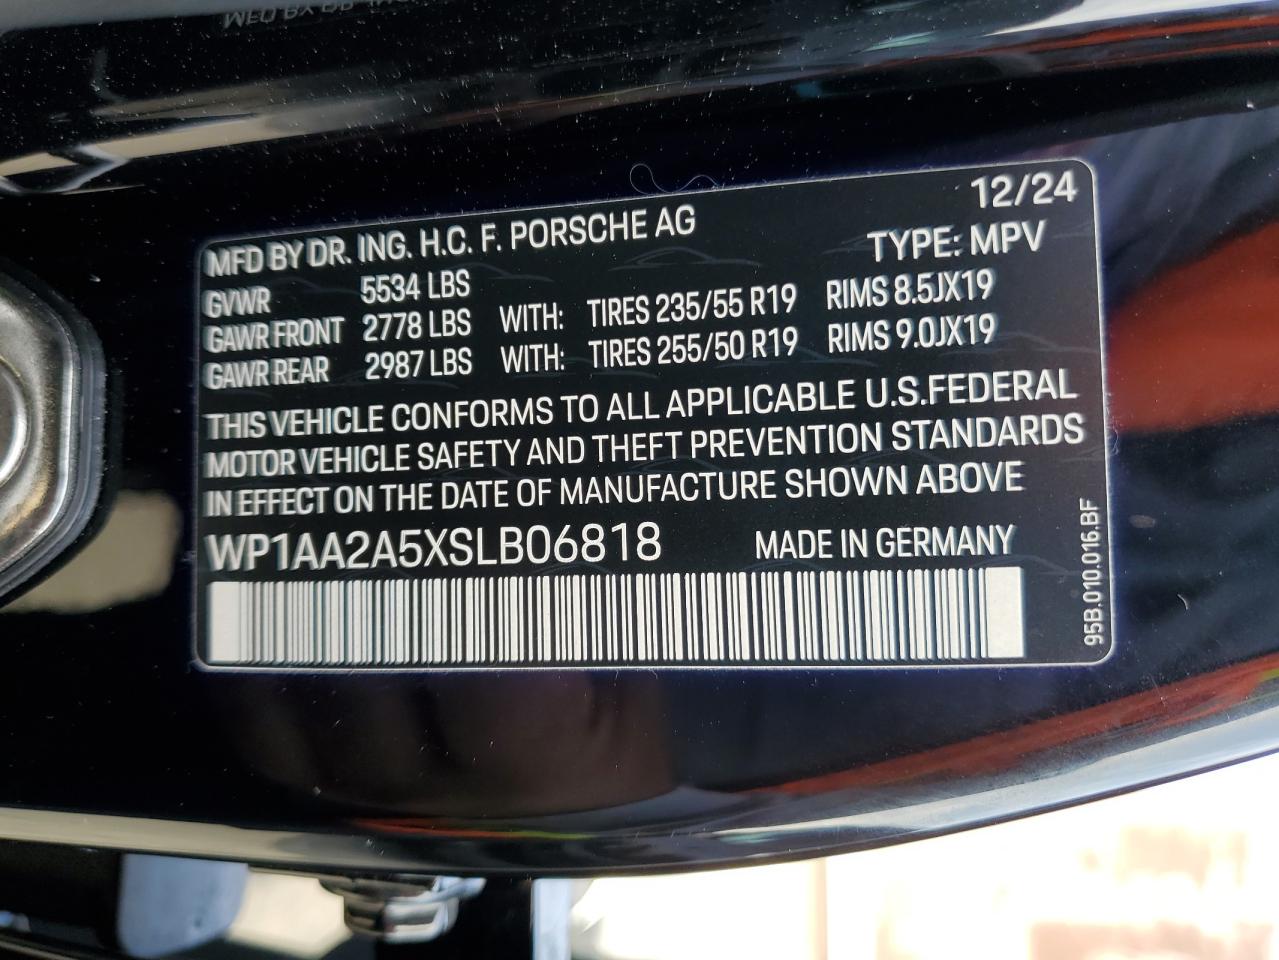 12/24
MFD BY DR. ING. H.C. F. PORSCHE AG TYPE: MPV
GVWR 5534 LBS
GAWR FRONT 2778 LBS WITH: TIRES 235/55 R19 RIMS 8.5JX19
GAWR REAR 2987 LBS WITH: TIRES 255/50 R19 RIMS 9.0JX19
THIS VEHICLE CONFORMS TO ALL APPLICABLE U.S.FEDERAL
MOTOR VEHICLE SAFETY AND THEFT PREVENTION STANDARDS
IN EFFECT ON THE DATE OF MANUFACTURE SHOWN ABOVE
WP1AA2A5XSLB06818 MADE IN GERMANY
95B.010.016.BF